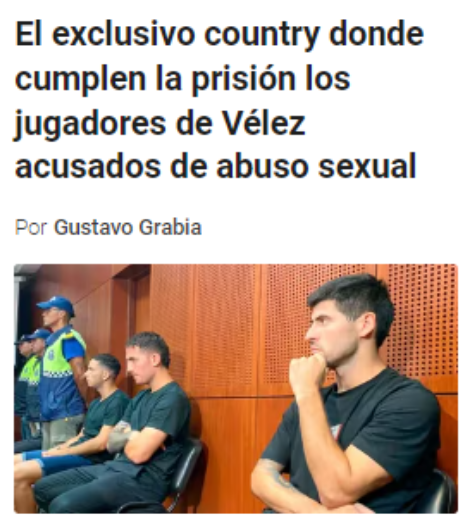 El exclusivo country donde
cumplen la prisión los
jugadores de Vélez
acusados de abuso sexual
Por Gustavo Grabia